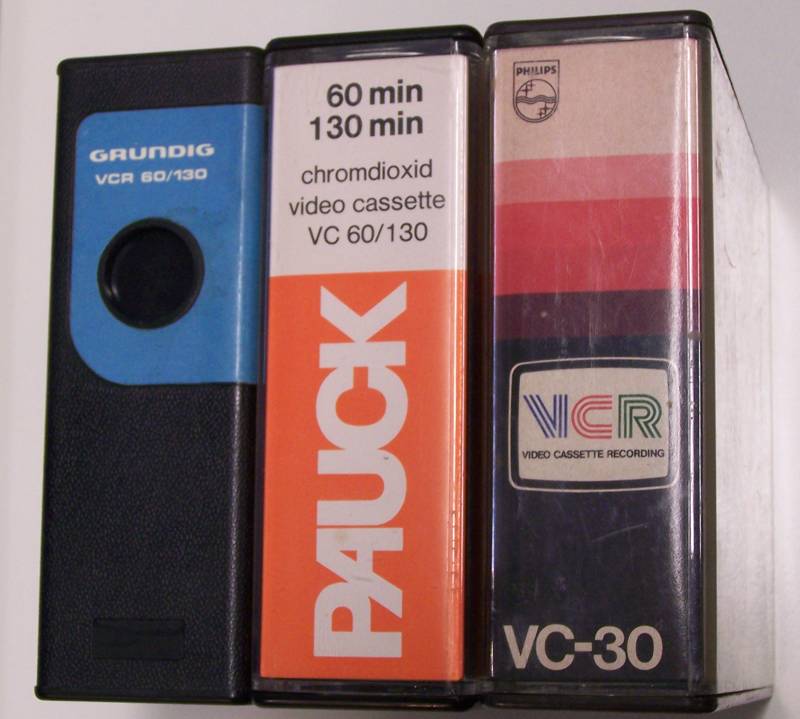 GRUNDIG
VCR 60/130
60 min
130 min
chromdioxid
video cassette
VC 60/130
PAUCK
PHILIPS
VCR
VIDEO CASSETTE RECORDING
VC-30